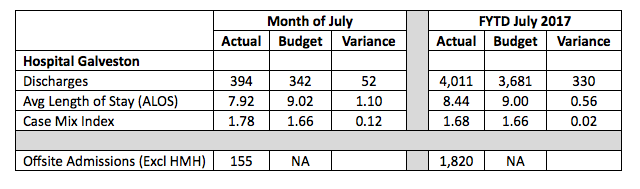 Month of July FYTD July 2017
Actual Budget Variance Actual Budget Variance
Hospital Galveston
Discharges 394 342 52 4,011 3,681 330
Avg Length of Stay (ALOS) 7.92 9.02 1.10 8.44 9.00 0.56
Case Mix Index 1.78 1.66 0.12 1.68 1.66 0.02
Offsite Admissions (Excl HMH) 155 NA 1,820 NA